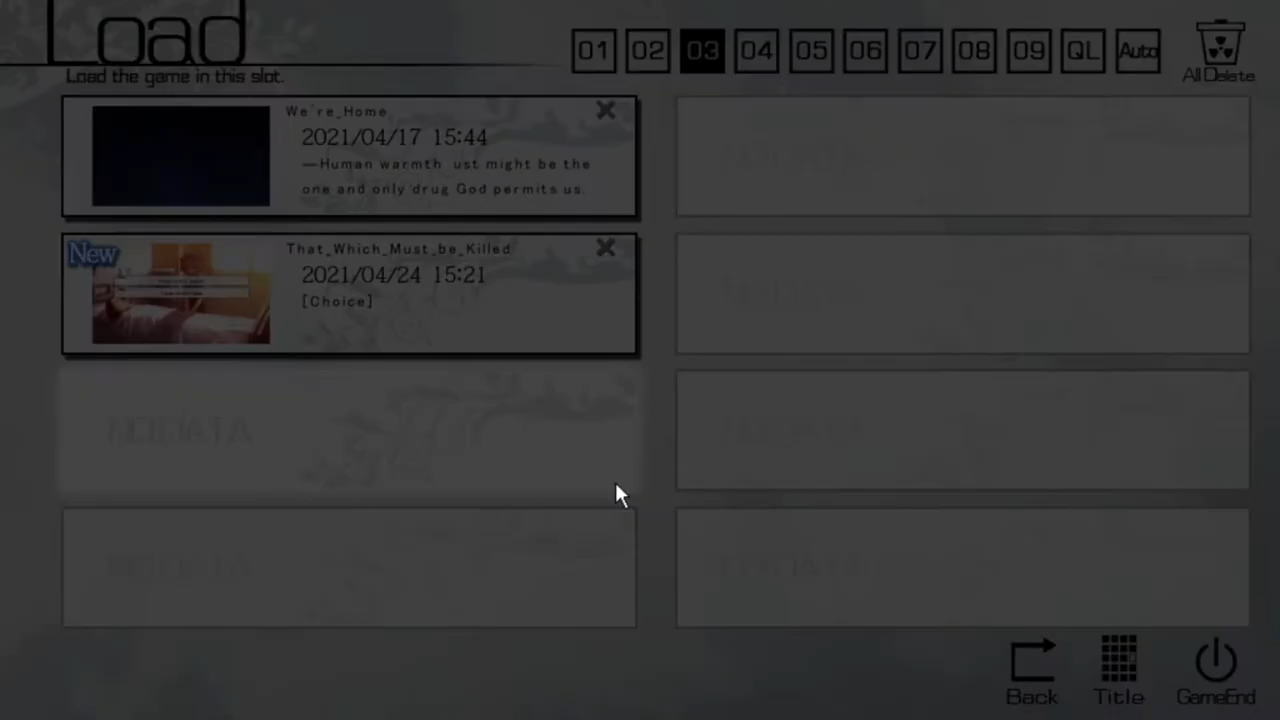 Load
Load the game in this slot.
01 02 03 04 05 06 07 08 09 QL Auto
All Delete
We're_Home
2021/04/17 15:44
—Human warmth ust might be the
one and only drug God permits us.
New
That_Which_Must_be_Killed
2021/04/24 15:21
[Choice]
NODATA
NODATA
Back Title GameEnd